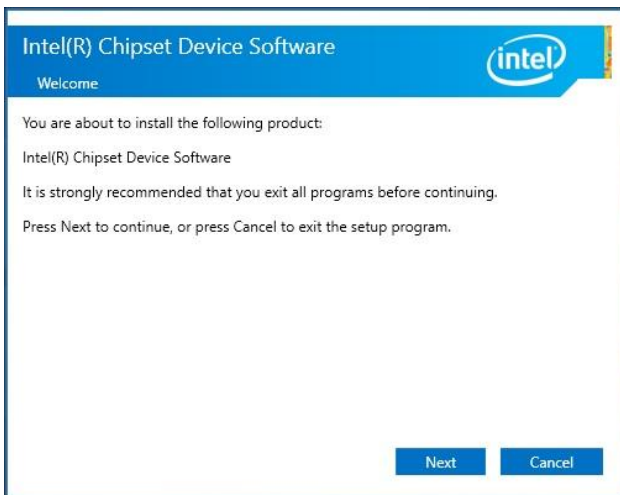 Intel(R) Chipset Device Software
intel
Welcome
You are about to install the following product:
Intel(R) Chipset Device Software
It is strongly recommended that you exit all programs before continuing.
Press Next to continue, or press Cancel to exit the setup program.
Next Cancel